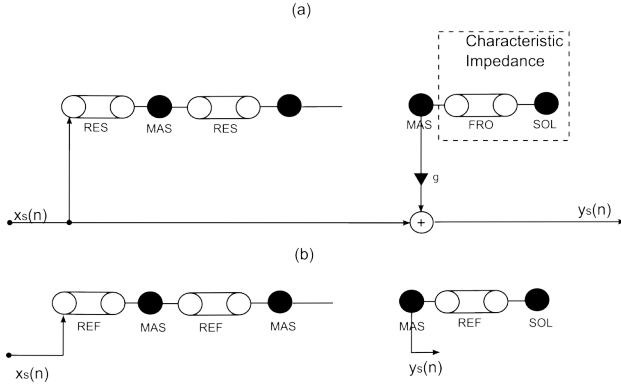 (a)
Characteristic
Impedance
RES
MAS
RES
MAS
FRO
SOL
g
xs(n)
+
ys(n)
(b)
REF
MAS
REF
MAS
MAS
REF
SOL
xs(n)
ys(n)